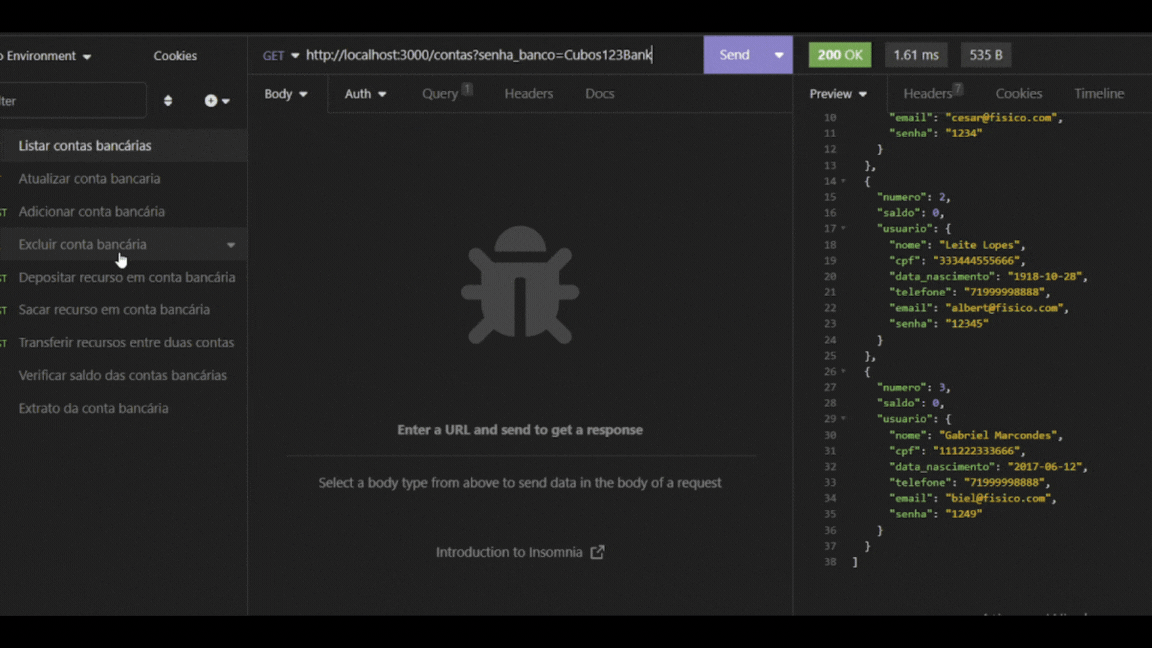 Environment
Cookies
Listar contas bancárias
Atualizar conta bancaria
Adicionar conta bancária
Excluir conta bancária
Depositar recurso em conta bancária
Sacar recurso em conta bancária
Transferir recursos entre duas contas
Verificar saldo das contas bancárias
Extrato da conta bancária
GET http://localhost:3000/contas?senha_banco=Cubos123Bank
Send
Body Auth Query 1 Headers Docs
Enter a URL and send to get a response
Select a body type from above to send data in the body of a request
Introduction to Insomnia
200 OK 1.61 ms 535 B
Preview Headers 7 Cookies Timeline
10 "email": "cesar@fisico.com",
11 "senha": "1234"
12 }
13 },
14 {
15 "numero": 2,
16 "saldo": 0,
17 "usuario": {
18 "nome": "Leite Lopes",
19 "cpf": "333444555666",
20 "data_nascimento": "1918-10-28",
21 "telefone": "71999998888",
22 "email": "albert@fisico.com",
23 "senha": "12345"
24 }
25 },
26 {
27 "numero": 3,
28 "saldo": 0,
29 "usuario": {
30 "nome": "Gabriel Marcondes",
31 "cpf": "111222333666",
32 "data_nascimento": "2017-06-12",
33 "telefone": "71999998888",
34 "email": "biel@fisico.com",
35 "senha": "1249"
36 }
37 }
38 ]